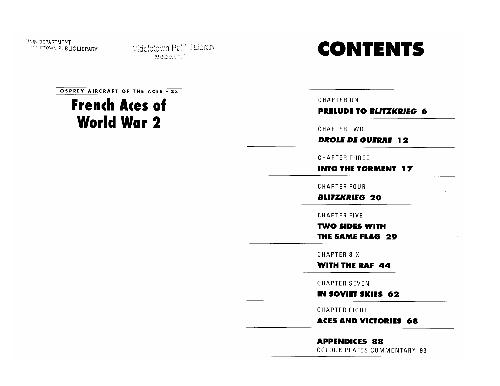 PUBLIC LIBRARY
OSPREY AIRCRAFT OF THE ACES
French Aces of
World War 2
CONTENTS
CHAPTER ONE
PRELUDE TO BLITZKRIEG 6
CHAPTER TWO
DROLE DE GUERRE 12
CHAPTER THREE
INTO THE TORMENT 17
CHAPTER FOUR
BLITZKRIEG 20
CHAPTER FIVE
TWO SIDES WITH
THE SAME FLAG 29
CHAPTER SIX
WITH THE RAF 44
CHAPTER SEVEN
IN SOVIET SKIES 62
CHAPTER EIGHT
ACES AND VICTORIES 68
APPENDICES 88
COLOUR PLATES COMMENTARY 93